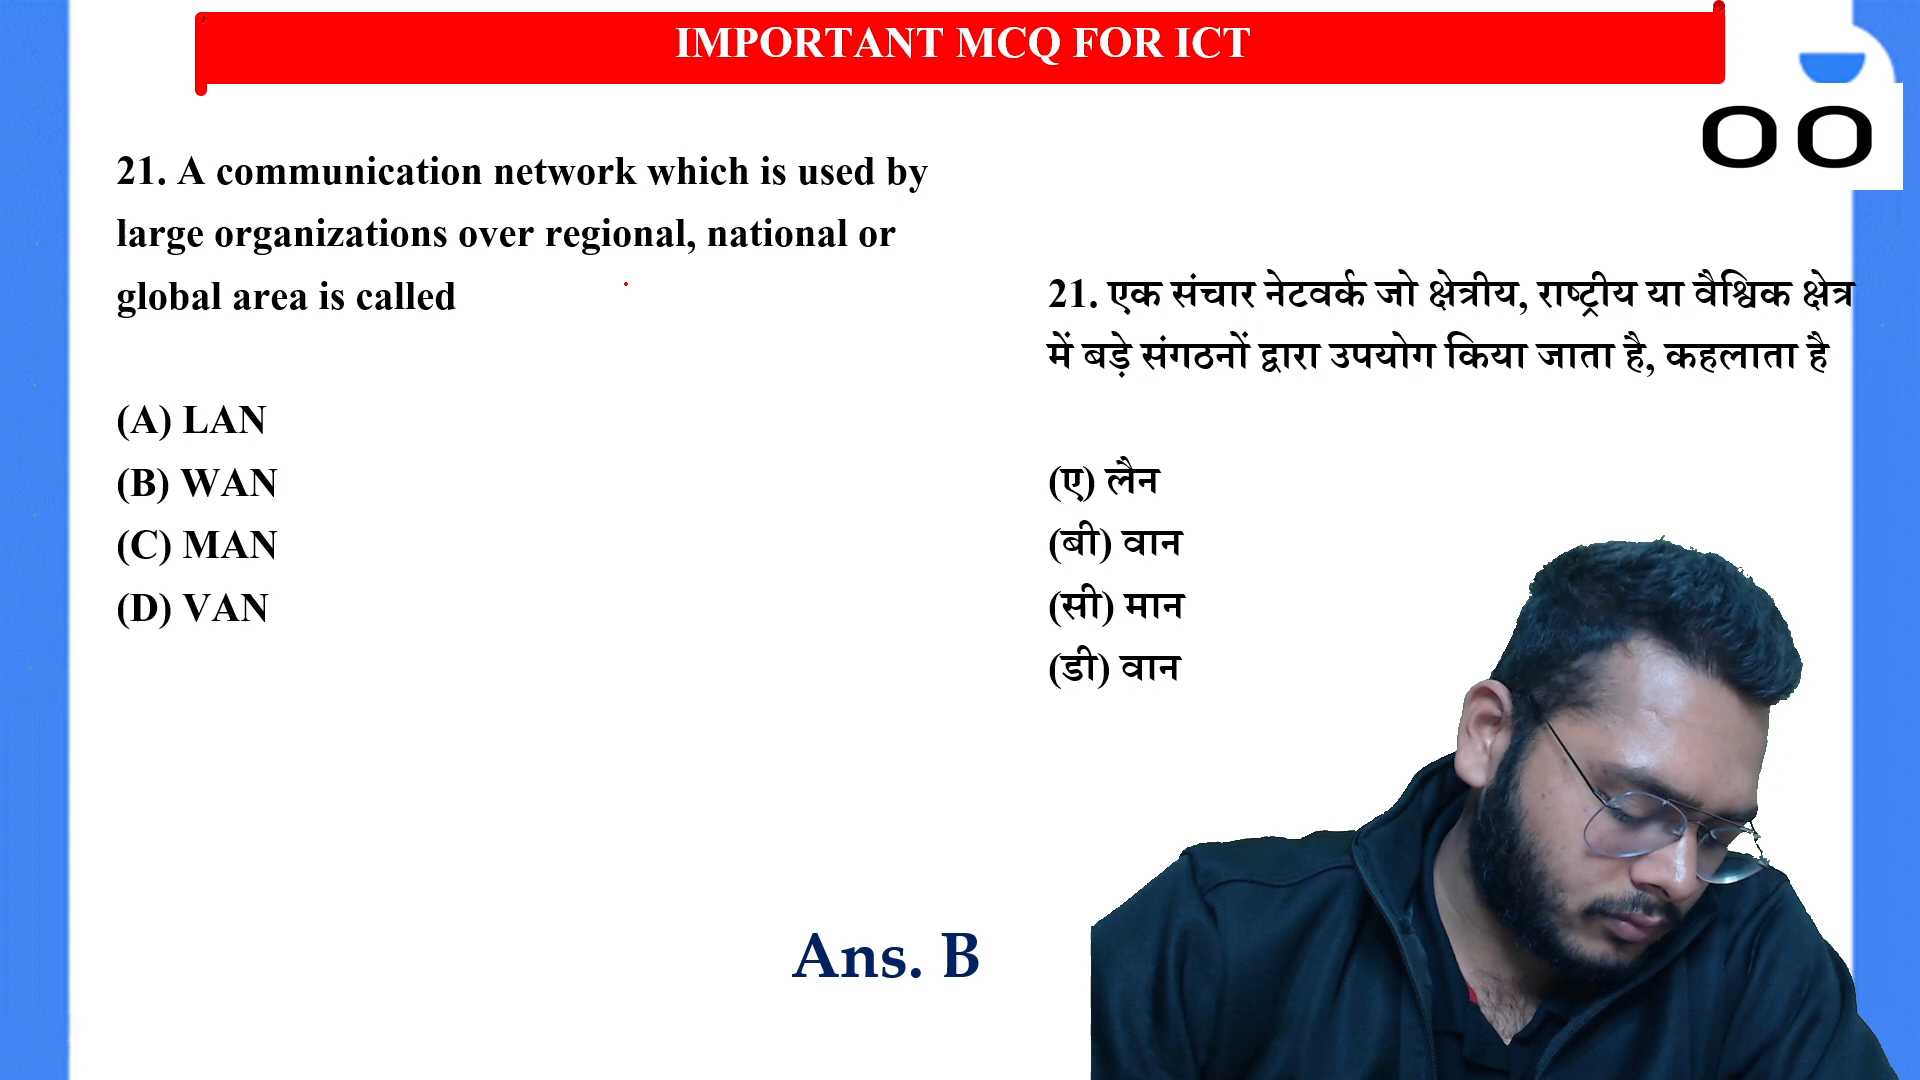 IMPORTANT MCQ FOR ICT
21. A communication network which is used by
large organizations over regional, national or
global area is called
(A) LAN
(B) WAN
(C) MAN
(D) VAN
21. एक संचार नेटवर्क जो क्षेत्रीय, राष्ट्रीय या वैश्विक क्षेत्र
में बड़े संगठनों द्वारा उपयोग किया जाता है, कहलाता है
(ए) लैन
(बी) वान
(सी) मान
(डी) वान
Ans. B